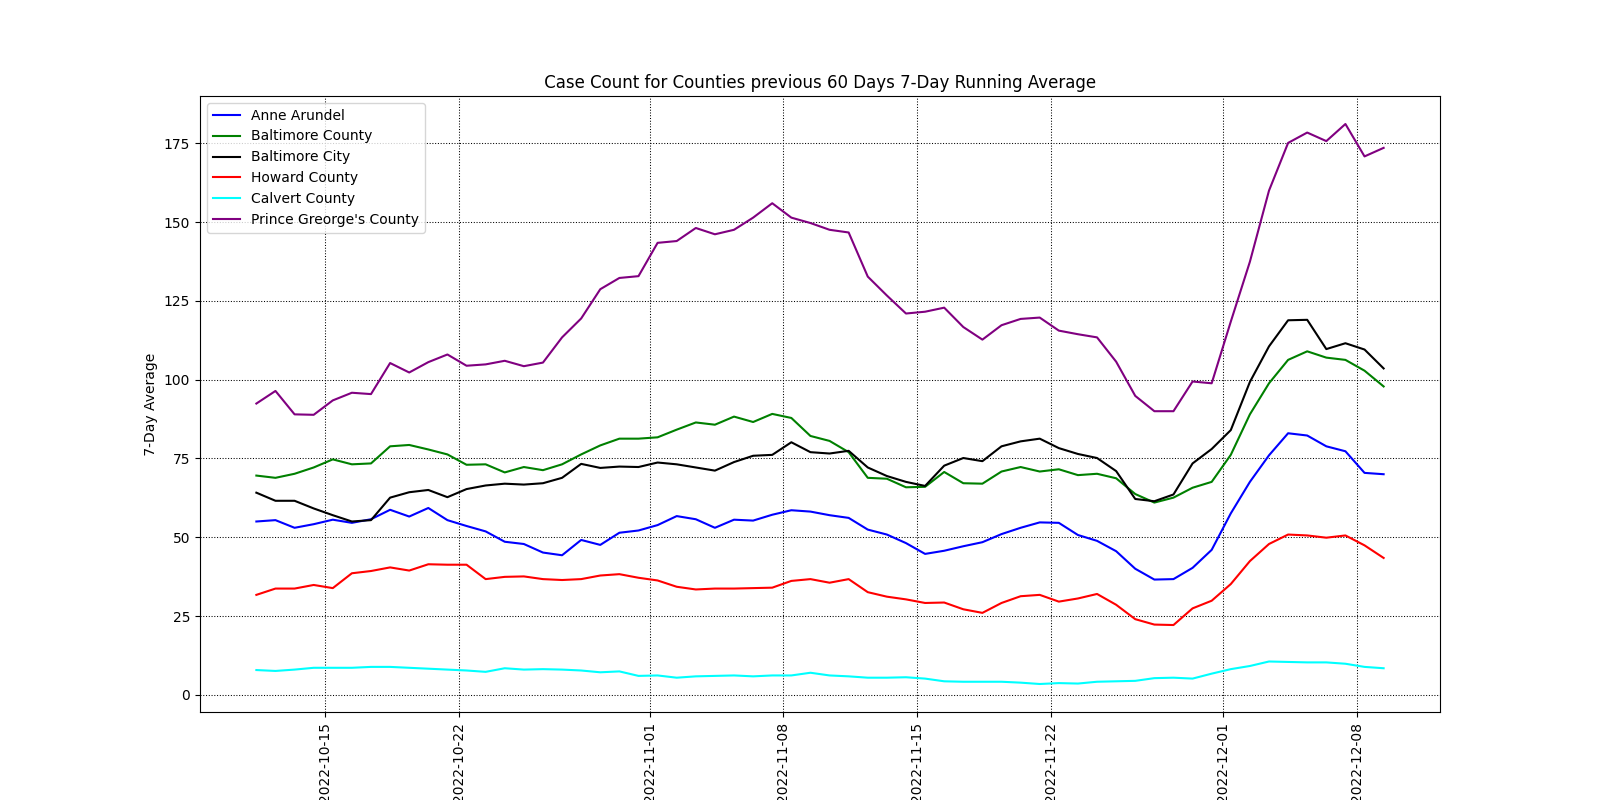 Case Count for Counties previous 60 Days 7-Day Running Average
Anne Arundel
Baltimore County
Baltimore City
Howard County
Calvert County
Prince Greorge's County
7-Day Average
175
150
125
100
75
50
25
0
2022-10-15
2022-10-22
2022-11-01
2022-11-08
2022-11-15
2022-11-22
2022-12-01
2022-12-08